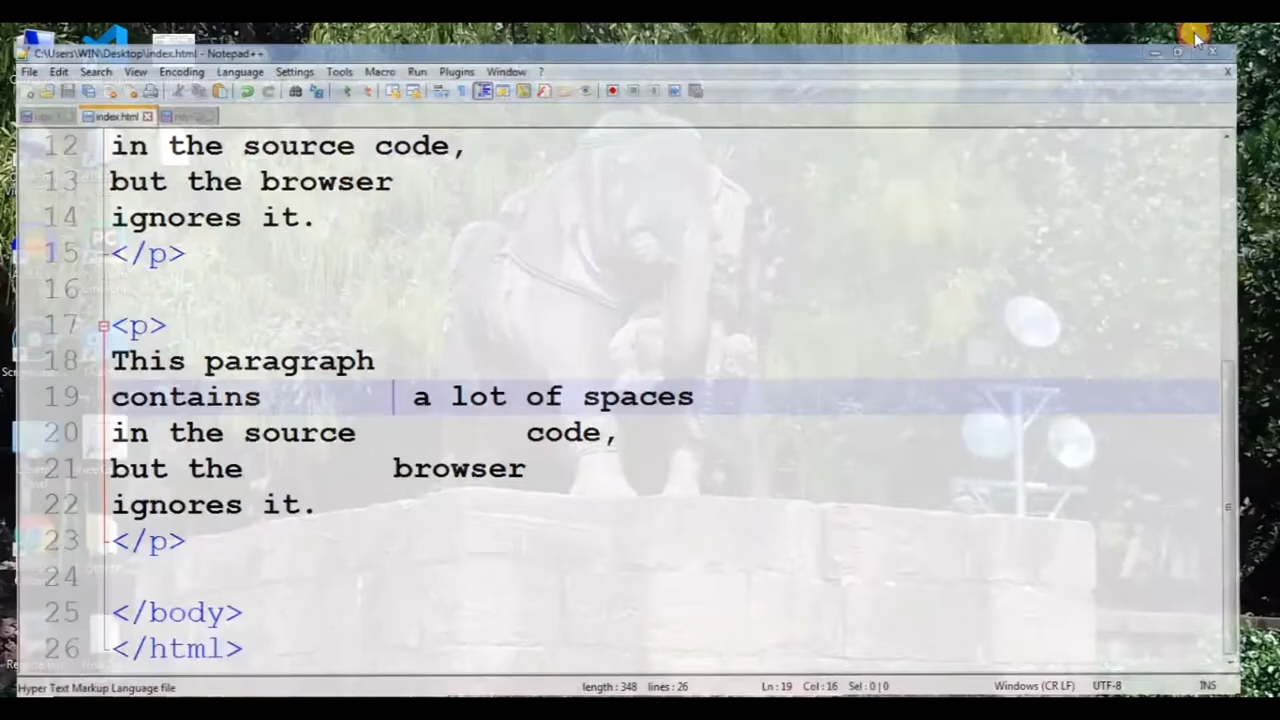 C:\Users\WIN\Desktop\index.html - Notepad++
File Edit Search View Encoding Language Settings Tools Macro Run Plugins Window ? X
index.html
12 in the source code,
13 but the browser
14 ignores it.
15 </p>
16
17 <p>
18 This paragraph
19 contains a lot of spaces
20 in the source code,
21 but the browser
22 ignores it.
23 </p>
24
25 </body>
26 </html>
Hyper Text Markup Language file length : 348 lines : 26 Ln : 19 Col : 16 Sel : 0 | 0 Windows (CR LF) UTF-8 INS